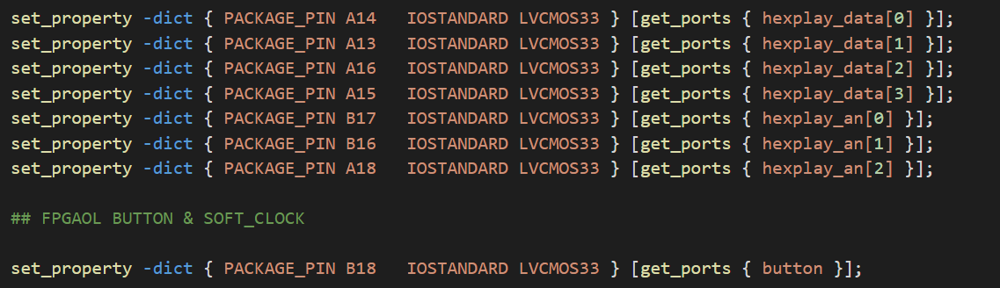 set_property -dict { PACKAGE_PIN A14   IOSTANDARD LVCMOS33 } [get_ports { hexplay_data[0] }];
set_property -dict { PACKAGE_PIN A13   IOSTANDARD LVCMOS33 } [get_ports { hexplay_data[1] }];
set_property -dict { PACKAGE_PIN A16   IOSTANDARD LVCMOS33 } [get_ports { hexplay_data[2] }];
set_property -dict { PACKAGE_PIN A15   IOSTANDARD LVCMOS33 } [get_ports { hexplay_data[3] }];
set_property -dict { PACKAGE_PIN B17   IOSTANDARD LVCMOS33 } [get_ports { hexplay_an[0] }];
set_property -dict { PACKAGE_PIN B16   IOSTANDARD LVCMOS33 } [get_ports { hexplay_an[1] }];
set_property -dict { PACKAGE_PIN A18   IOSTANDARD LVCMOS33 } [get_ports { hexplay_an[2] }];
## FPGAOL BUTTON & SOFT_CLOCK
set_property -dict { PACKAGE_PIN B18   IOSTANDARD LVCMOS33 } [get_ports { button }];